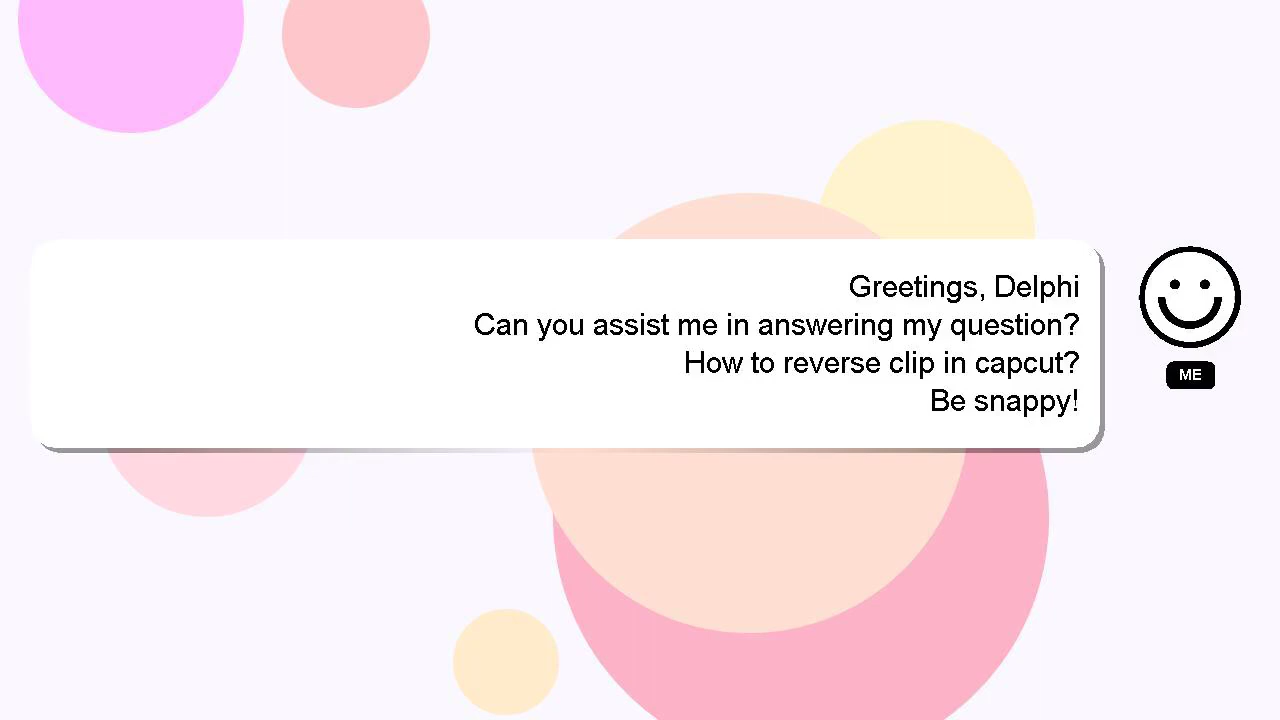 Greetings, Delphi
Can you assist me in answering my question?
How to reverse clip in capcut?
Be snappy!
ME